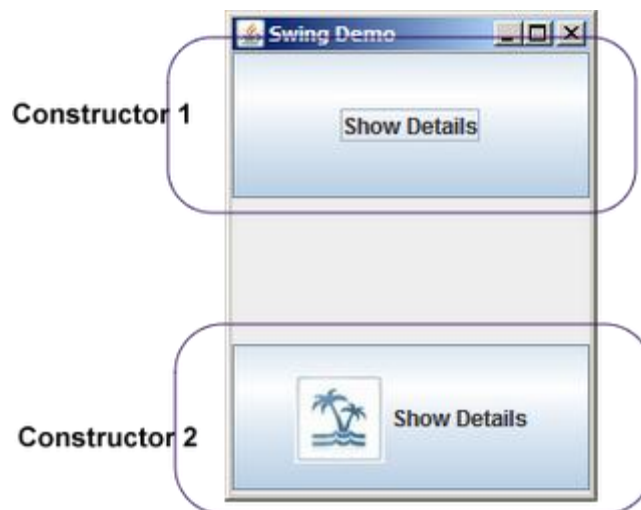 Swing Demo
Constructor 1
Show Details
Constructor 2
Show Details